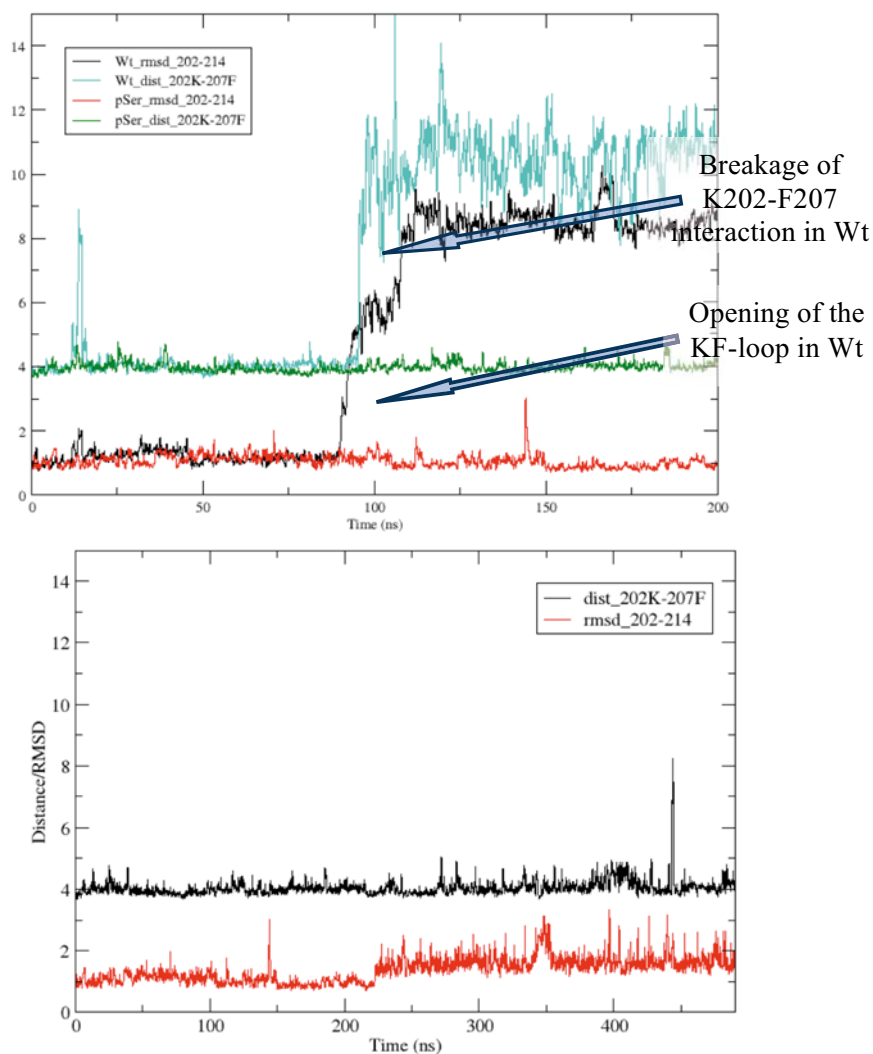 14
12
10
8
6
4
2
0
Wt_rmsd_202-214
Wt_dist_202K-207F
pSer_rmsd_202-214
pSer_dist_202K-207F
Breakage of
K202-F207
interaction in Wt
Opening of the
KF-loop in Wt
0 50 100 150 200
Time (ns)
14
12
10
8
6
4
2
0
Distance/RMSD
dist_202K-207F
rmsd_202-214
0 100 200 300 400
Time (ns)